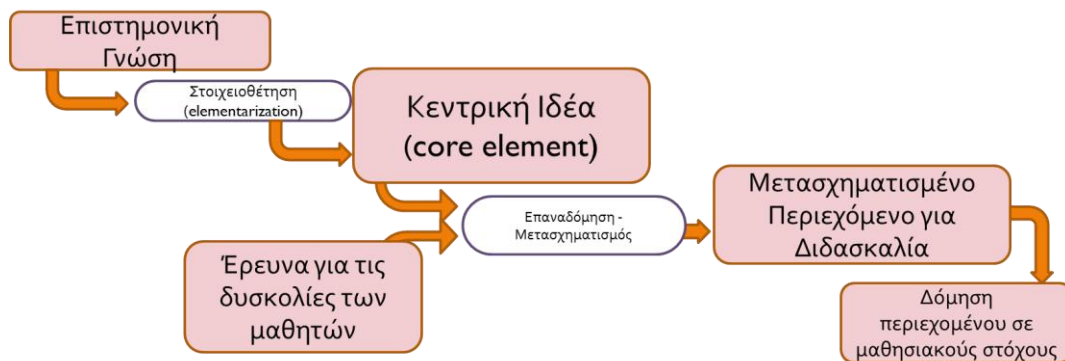 Επιστημονική
Γνώση
Στοιχειοθέτηση
(elementarization)
Κεντρική Ιδέα
(core element)
Επαναδόμηση -
Μετασχηματισμός
Έρευνα για τις
δυσκολίες των
μαθητών
Μετασχηματισμένο
Περιεχόμενο για
Διδασκαλία
Δόμηση
περιεχομένου σε
μαθησιακούς στόχους